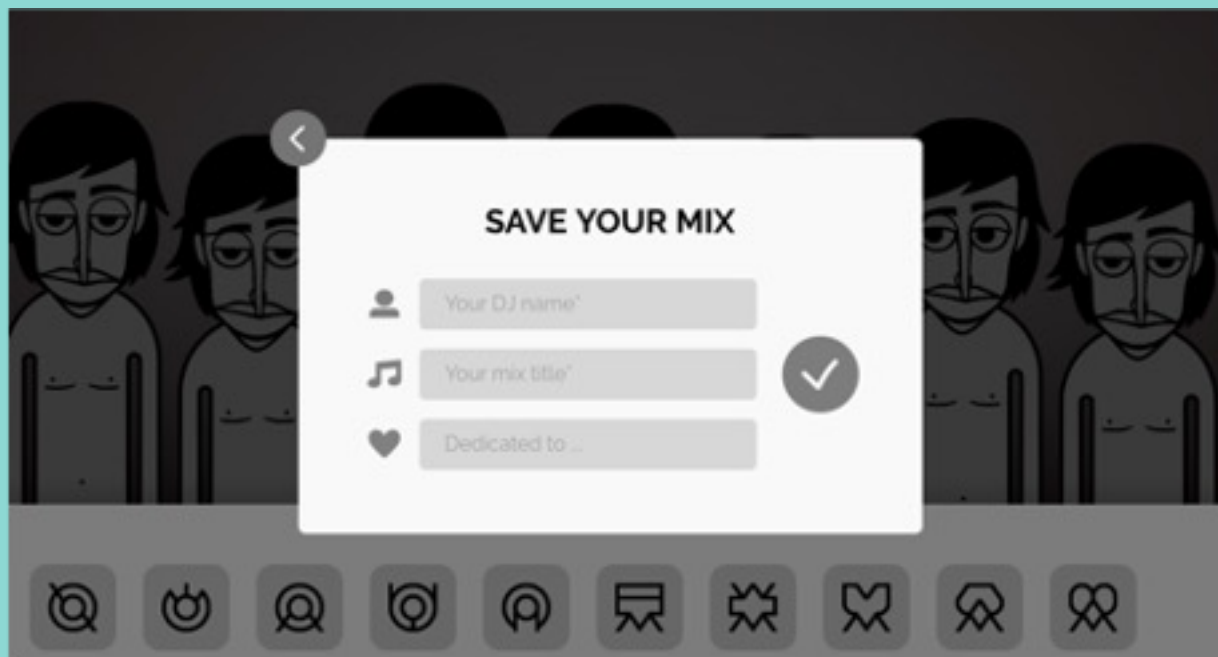 SAVE YOUR MIX
Your DJ name*
Your mix title*
Dedicated to ...